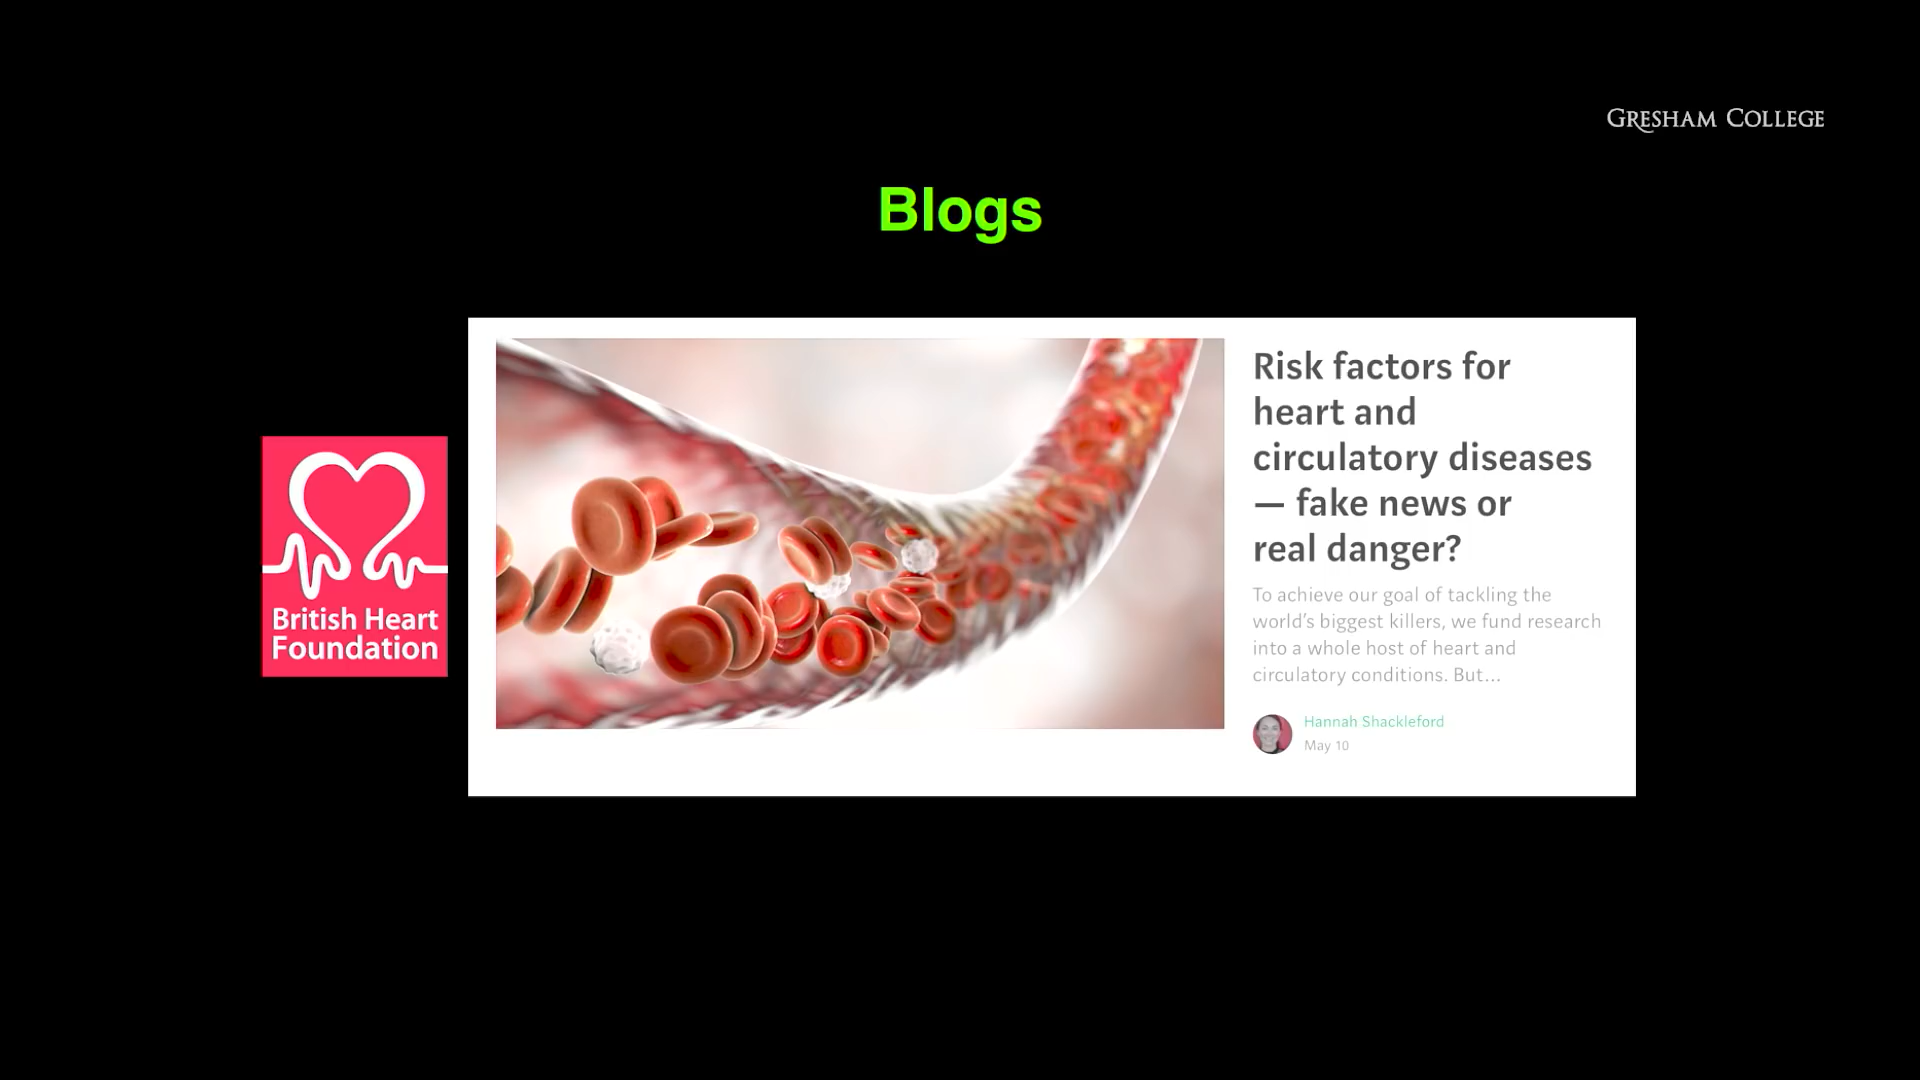 GRESHAM COLLEGE
Blogs
Risk factors for
heart and
circulatory diseases
— fake news or
real danger?
To achieve our goal of tackling the
world’s biggest killers, we fund research
into a whole host of heart and
circulatory conditions. But...
Hannah Shackleford
May 10
British Heart
Foundation